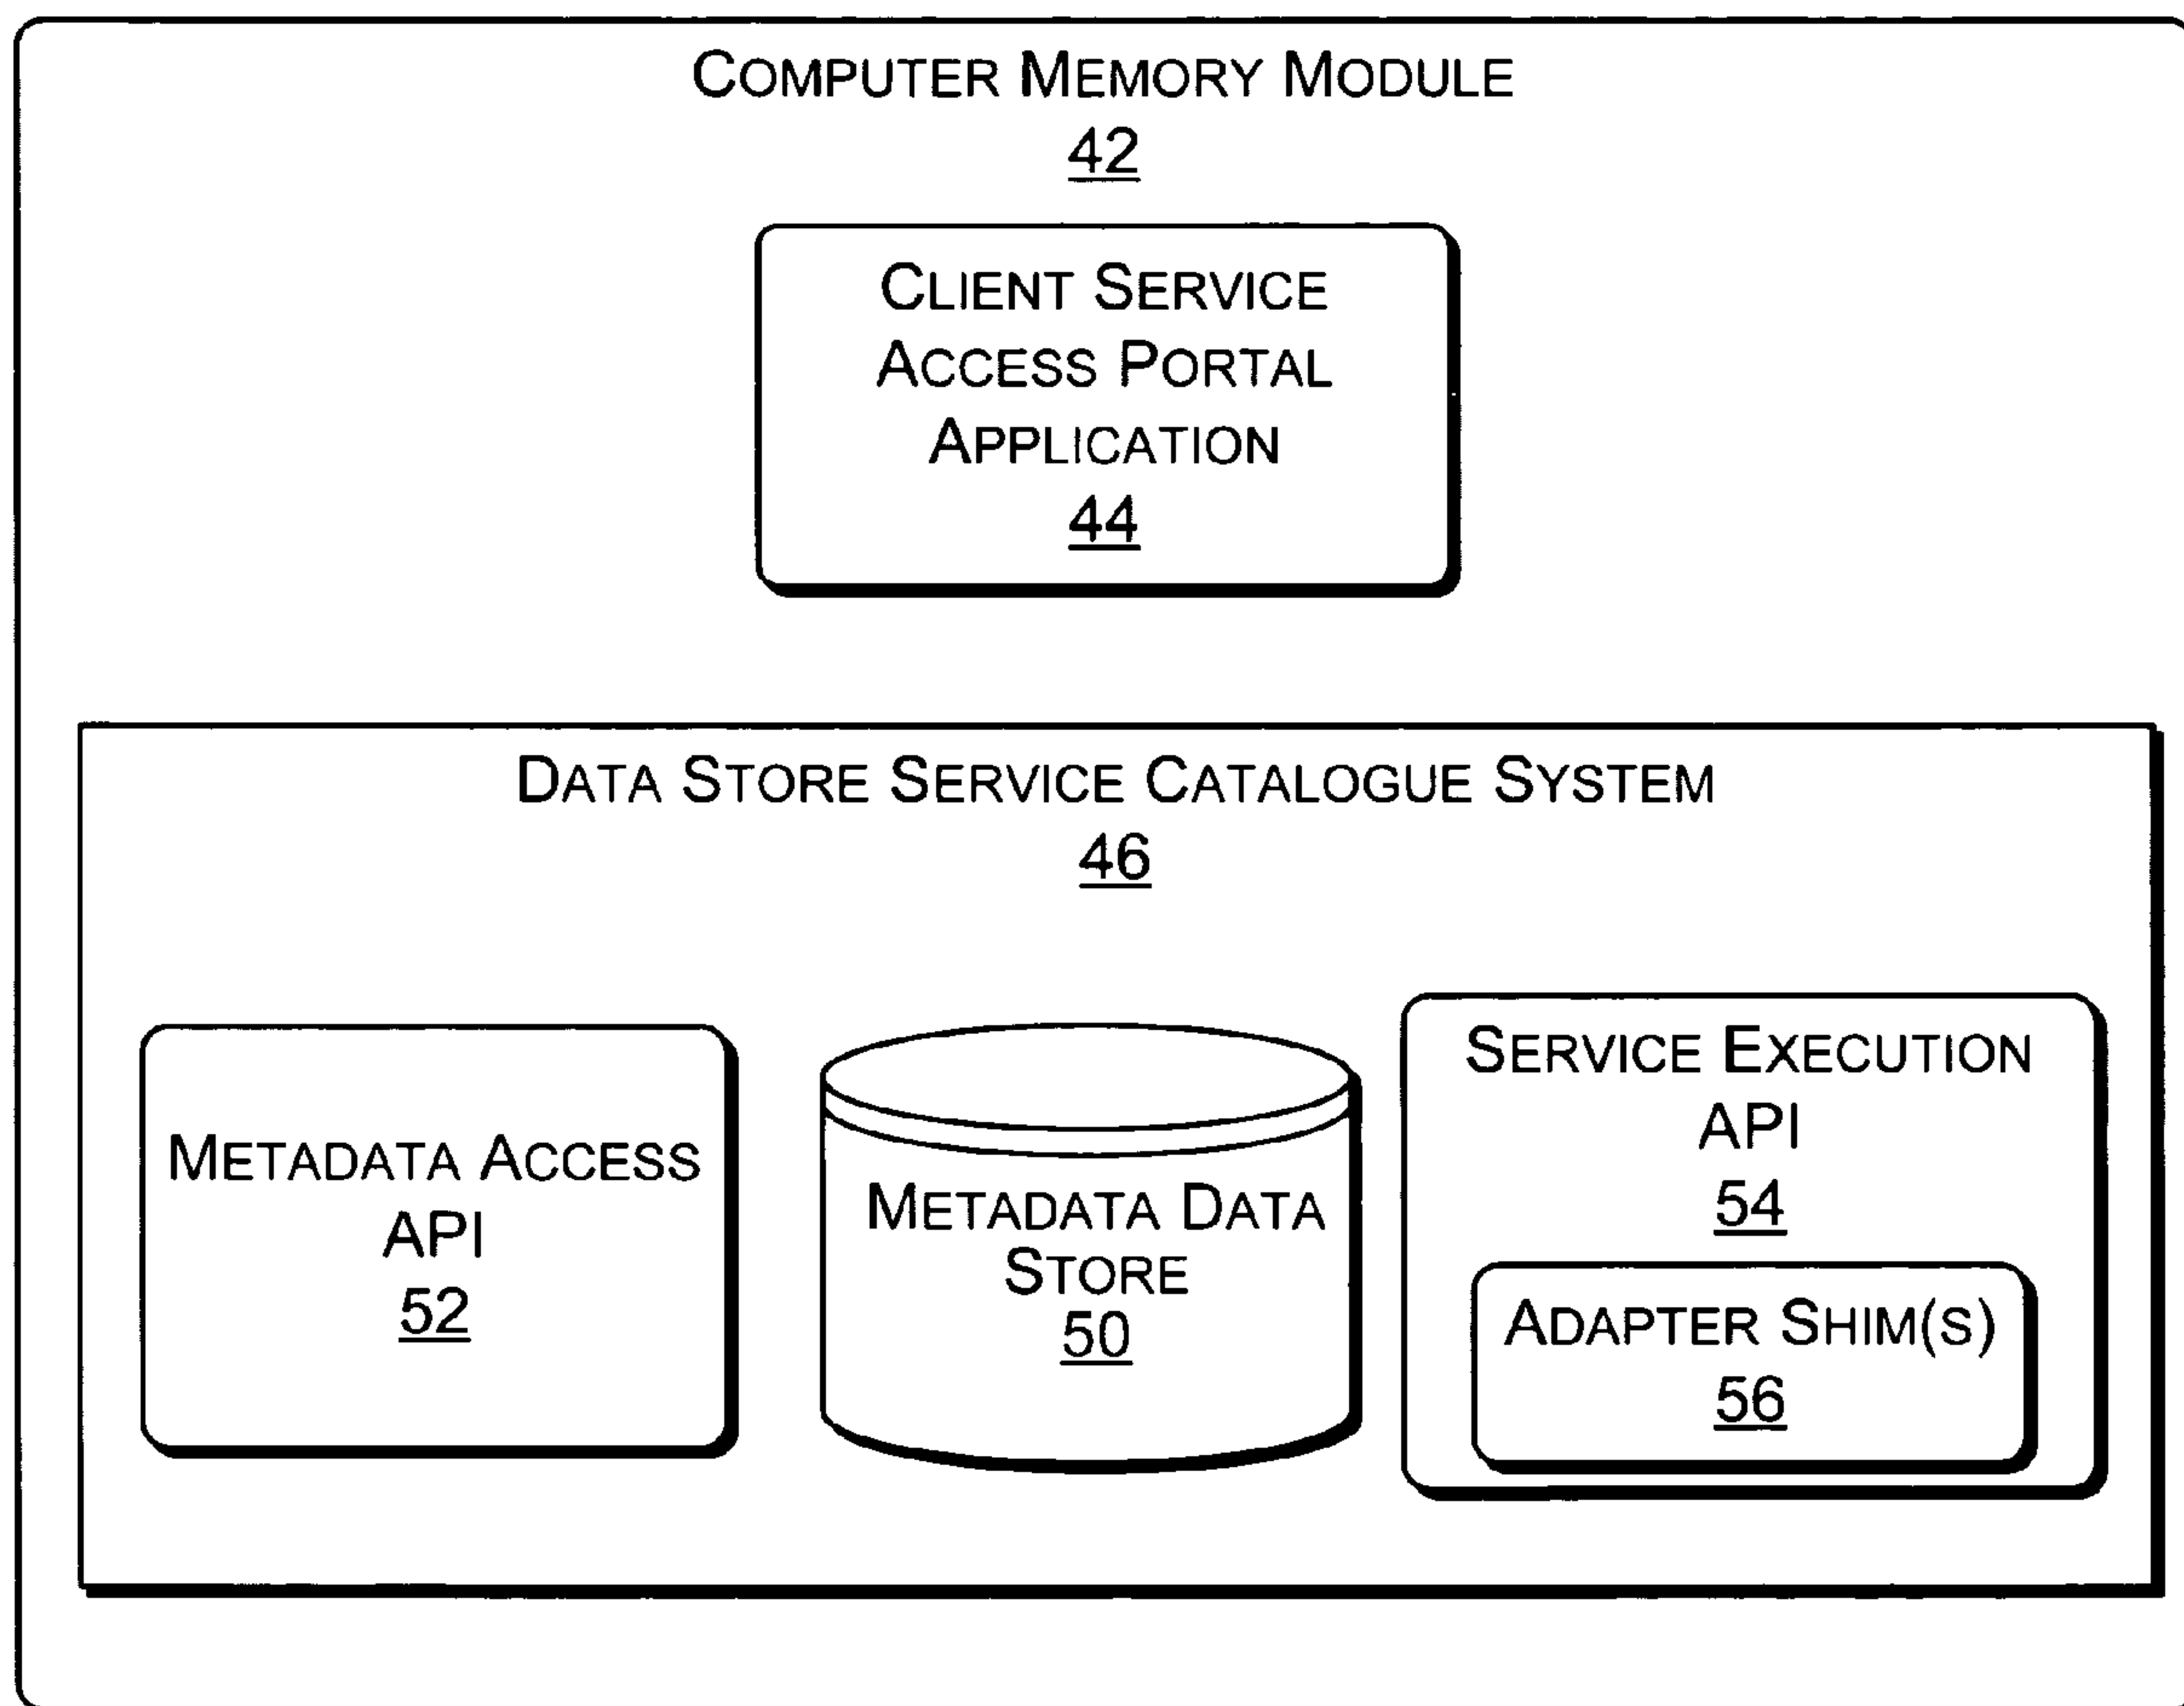 COMPUTER MEMORY MODULE
42
CLIENT SERVICE
ACCESS PORTAL
APPLICATION
44
DATA STORE SERVICE CATALOGUE SYSTEM
46
METADATA ACCESS
API
52
METADATA DATA
STORE
50
SERVICE EXECUTION
API
54
ADAPTER SHIM(S)
56